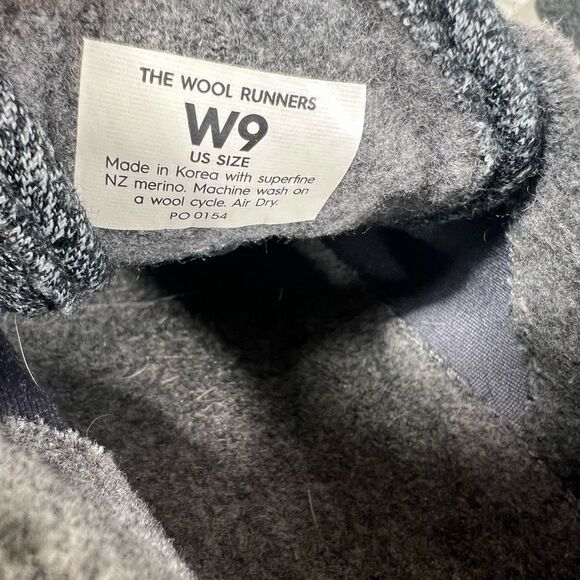 THE WOOL RUNNERS
W9
US SIZE
Made in Korea with superfine
NZ merino. Machine wash on
a wool cycle. Air Dry.
PO 0154